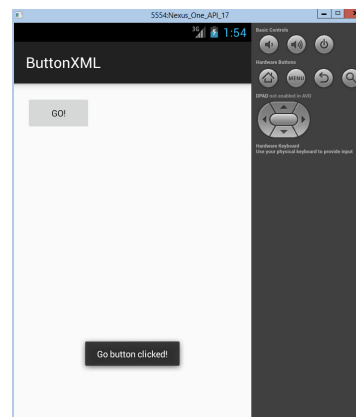 5554:Nexus_One_API_17
3G 1:54
ButtonXML
GO!
Go button clicked!
Basic Controls
Hardware Buttons
MENU
DPAD not enabled in AVD
Hardware Keyboard
Use your physical keyboard to provide input